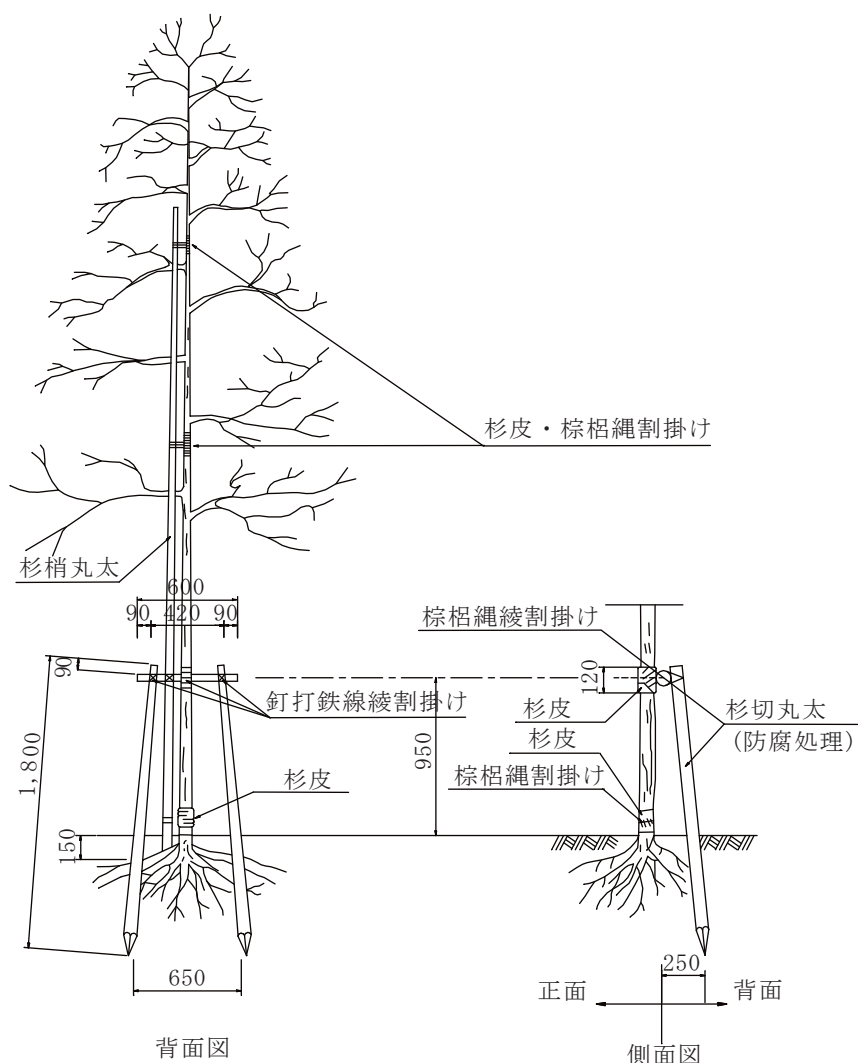 杉皮・棕梠縄割掛け
杉梢丸太
600
90
420
90
棕梠縄綾割掛け
90
120
釘打鉄線綾割掛け
杉皮
杉切丸太
(防腐処理)
1,800
950
杉皮
杉皮
棕梠縄割掛け
150
650
250
正面
背面
背面図
側面図